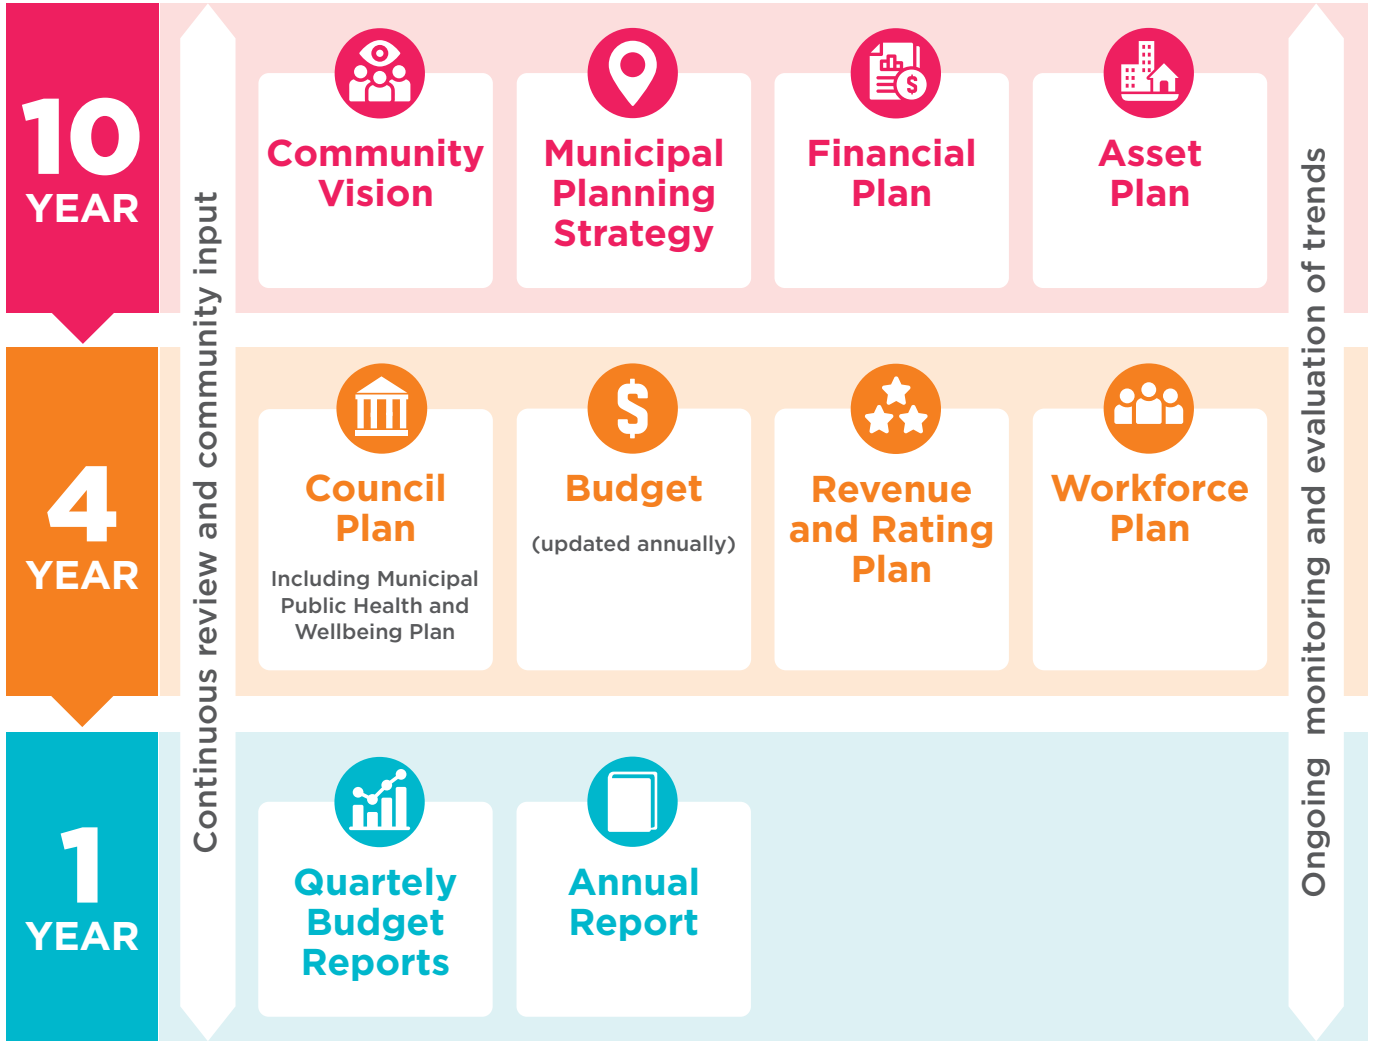 10
YEAR
Continuous review and community input
Community
Vision
Municipal
Planning
Strategy
Financial
Plan
Asset
Plan
Ongoing monitoring and evaluation of trends
4
YEAR
Council
Plan
Including Municipal
Public Health and
Wellbeing Plan
Budget
(updated annually)
Revenue
and Rating
Plan
Workforce
Plan
1
YEAR
Quartely
Budget
Reports
Annual
Report